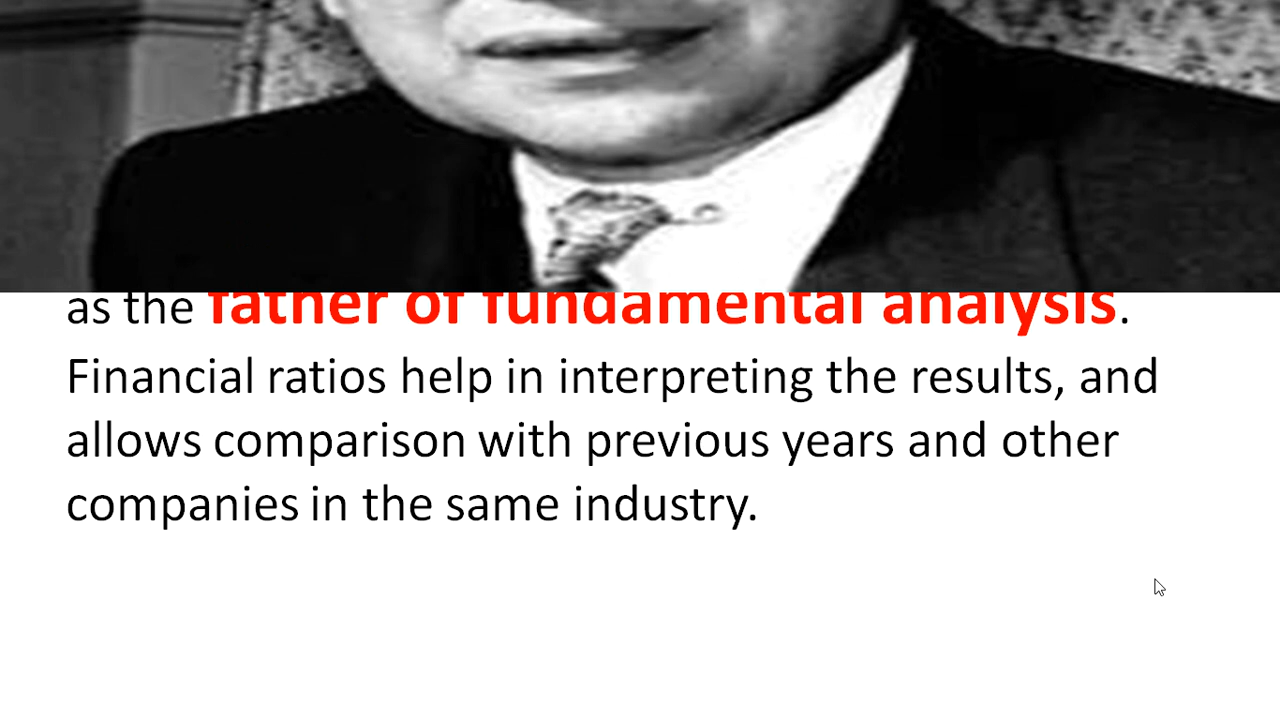 as the father of fundamental analysis.
Financial ratios help in interpreting the results, and
allows comparison with previous years and other
companies in the same industry.